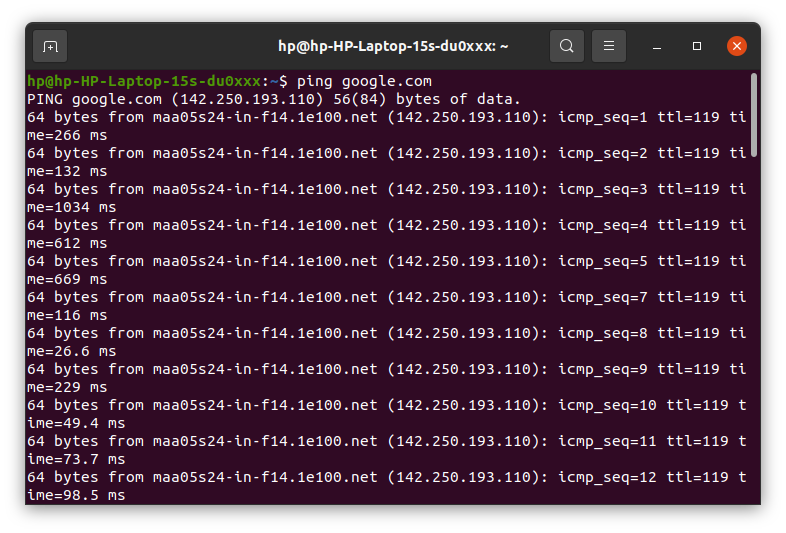 hp@hp-HP-Laptop-15s-du0xxx: ~
hp@hp-HP-Laptop-15s-du0xxx:~$ ping google.com
PING google.com (142.250.193.110) 56(84) bytes of data.
64 bytes from maa05s24-in-f14.1e100.net (142.250.193.110): icmp_seq=1 ttl=119 ti
me=266 ms
64 bytes from maa05s24-in-f14.1e100.net (142.250.193.110): icmp_seq=2 ttl=119 ti
me=132 ms
64 bytes from maa05s24-in-f14.1e100.net (142.250.193.110): icmp_seq=3 ttl=119 ti
me=1034 ms
64 bytes from maa05s24-in-f14.1e100.net (142.250.193.110): icmp_seq=4 ttl=119 ti
me=612 ms
64 bytes from maa05s24-in-f14.1e100.net (142.250.193.110): icmp_seq=5 ttl=119 ti
me=669 ms
64 bytes from maa05s24-in-f14.1e100.net (142.250.193.110): icmp_seq=7 ttl=119 ti
me=116 ms
64 bytes from maa05s24-in-f14.1e100.net (142.250.193.110): icmp_seq=8 ttl=119 ti
me=26.6 ms
64 bytes from maa05s24-in-f14.1e100.net (142.250.193.110): icmp_seq=9 ttl=119 ti
me=229 ms
64 bytes from maa05s24-in-f14.1e100.net (142.250.193.110): icmp_seq=10 ttl=119 t
ime=49.4 ms
64 bytes from maa05s24-in-f14.1e100.net (142.250.193.110): icmp_seq=11 ttl=119 t
ime=73.7 ms
64 bytes from maa05s24-in-f14.1e100.net (142.250.193.110): icmp_seq=12 ttl=119 t
ime=98.5 ms